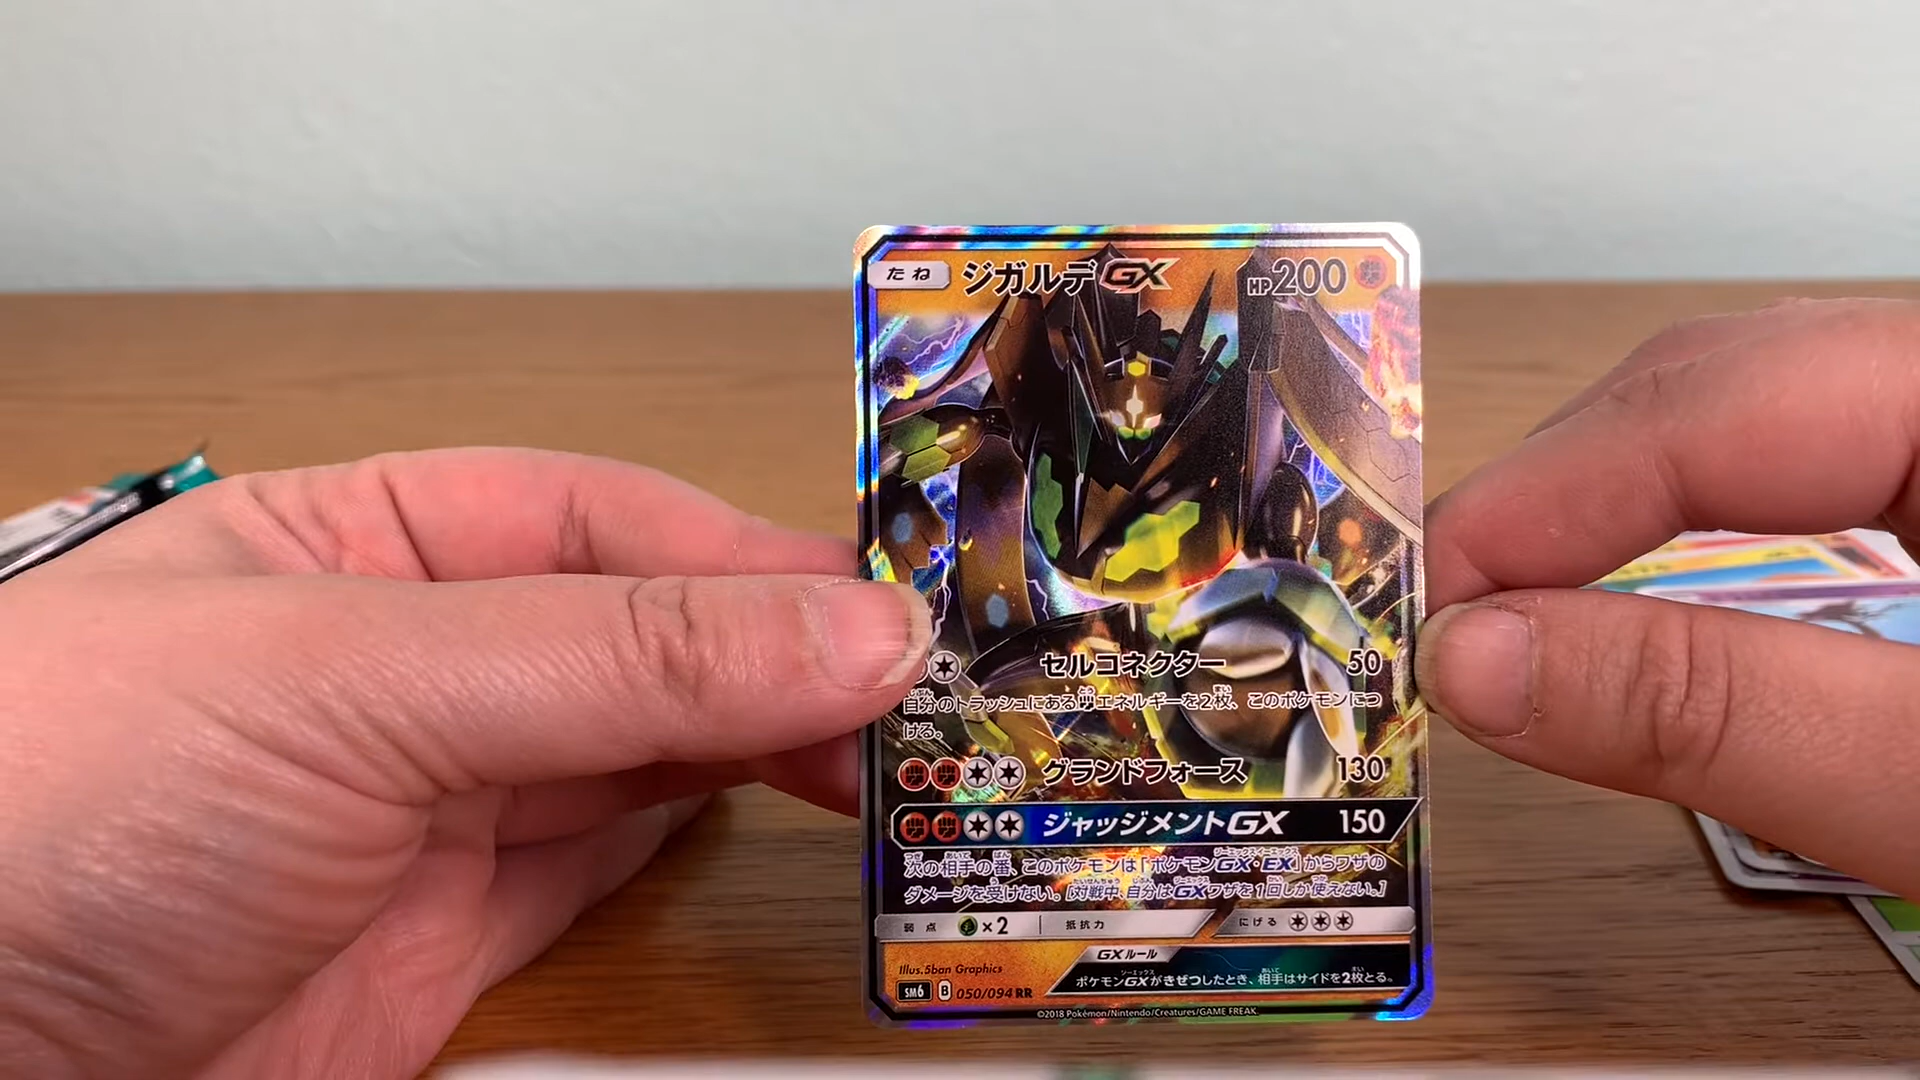 たね ジガルデGX HP200
セルコネクター 50
自分のトラッシュにあるエネルギーを2枚、このポケモンにつ
ける。
グランドフォース 130
ジャッジメントGX 150
次の相手の番、このポケモンは「ポケモンGX・EX」からワザの
ダメージを受けない。[対戦中、自分はGXワザを1回しか使えない。]
弱点 ×2 抵抗力 にげる
GXルール
ポケモンGXがきぜつしたとき、相手はサイドを2枚とる。
Illus.5ban Graphics
SM6 B 050/094 RR
©2018 Pokémon/Nintendo/Creatures/GAME FREAK.